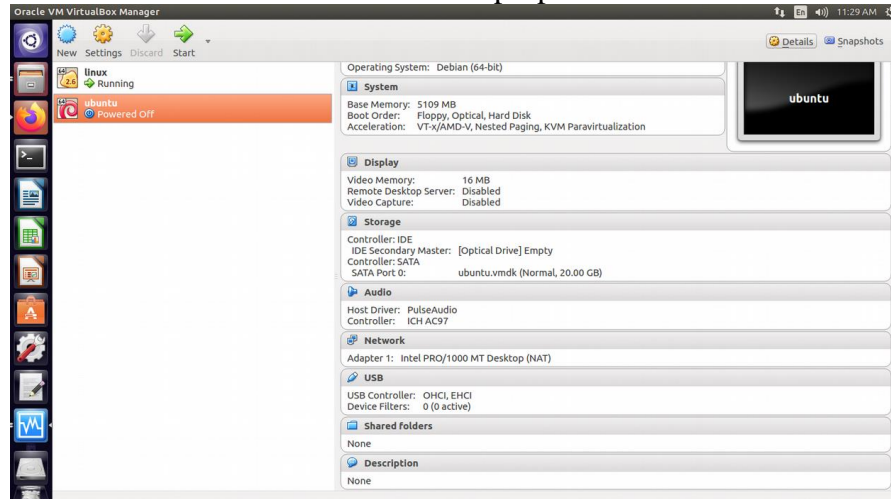 Oracle VM VirtualBox Manager
En
11:29 AM
New
Settings
Discard
Start
Details
Snapshots
64
2.6
linux
Running
64
ubuntu
Powered Off
Operating System: Debian (64-bit)
System
Base Memory: 5109 MB
Boot Order: Floppy, Optical, Hard Disk
Acceleration: VT-x/AMD-V, Nested Paging, KVM Paravirtualization
ubuntu
Display
Video Memory: 16 MB
Remote Desktop Server: Disabled
Video Capture: Disabled
Storage
Controller: IDE
IDE Secondary Master: [Optical Drive] Empty
Controller: SATA
SATA Port 0: ubuntu.vmdk (Normal, 20.00 GB)
Audio
Host Driver: PulseAudio
Controller: ICH AC97
Network
Adapter 1: Intel PRO/1000 MT Desktop (NAT)
USB
USB Controller: OHCI, EHCI
Device Filters: 0 (0 active)
Shared folders
None
Description
None